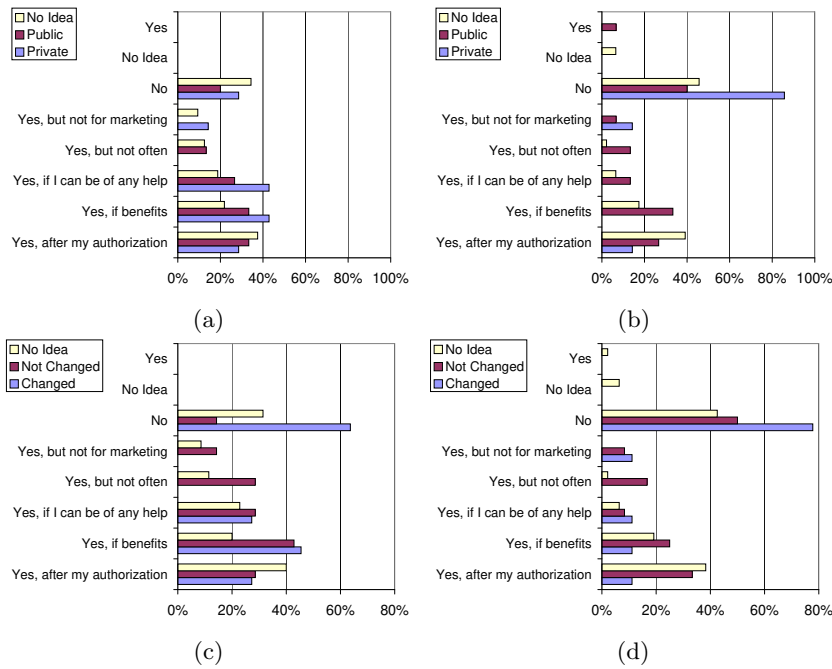 No Idea
Public
Private
Yes
No Idea
No
Yes, but not for marketing
Yes, but not often
Yes, if I can be of any help
Yes, if benefits
Yes, after my authorization
0% 20% 40% 60% 80% 100%
(a)
No Idea
Public
Private
Yes
No Idea
No
Yes, but not for marketing
Yes, but not often
Yes, if I can be of any help
Yes, if benefits
Yes, after my authorization
0% 20% 40% 60% 80% 100%
(b)
No Idea
Not Changed
Changed
Yes
No Idea
No
Yes, but not for marketing
Yes, but not often
Yes, if I can be of any help
Yes, if benefits
Yes, after my authorization
0% 20% 40% 60% 80%
(c)
No Idea
Not Changed
Changed
Yes
No Idea
No
Yes, but not for marketing
Yes, but not often
Yes, if I can be of any help
Yes, if benefits
Yes, after my authorization
0% 20% 40% 60% 80%
(d)